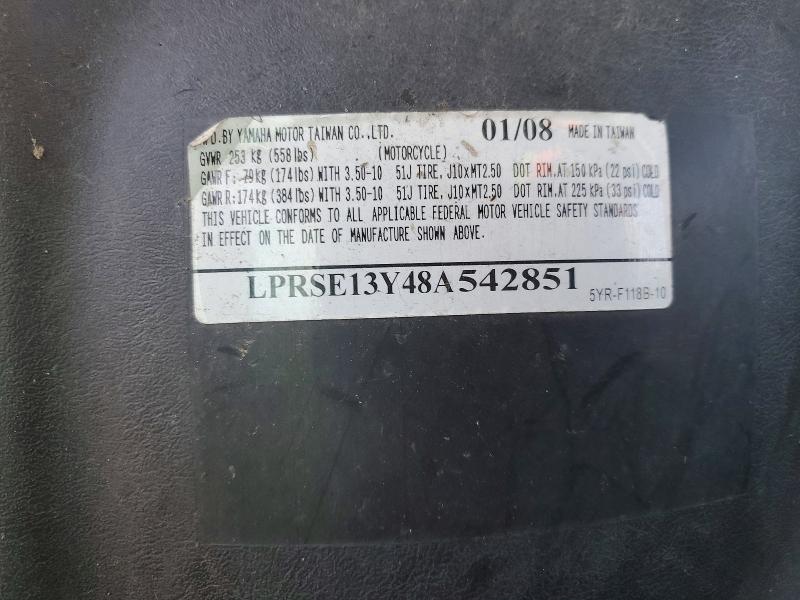 BY YAMAHA MOTOR TAIWAN CO.,LTD. 01/08 MADE IN TAIWAN
GVWR 253 kg (558 lbs) (MOTORCYCLE)
GAWR F: 79 kg (174 lbs) WITH 3.50-10 51J TIRE, J10xMT2.50 DOT RIM.AT 150 kPa (22 psi) COLD
GAWR R: 174 kg (384 lbs) WITH 3.50-10 51J TIRE, J10xMT2.50 DOT RIM.AT 225 kPa (33 psi) COLD
THIS VEHICLE CONFORMS TO ALL APPLICABLE FEDERAL MOTOR VEHICLE SAFETY STANDARDS
IN EFFECT ON THE DATE OF MANUFACTURE SHOWN ABOVE.
LPRSE13Y48A542851
5YR-F118B-10